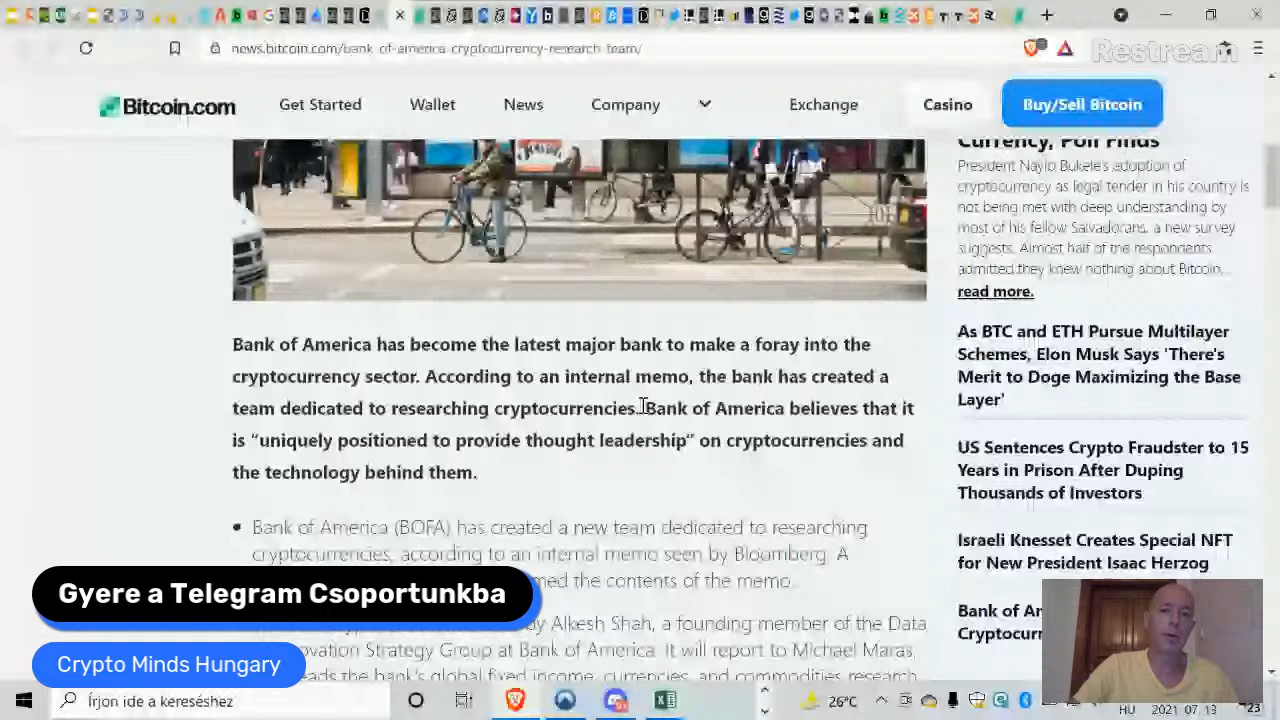 news.bitcoin.com/bank-of-america-cryptocurrency-research-team/
Restream
Bitcoin.com
Get Started
Wallet
News
Company
Exchange
Casino
Buy/Sell Bitcoin
Currency, Poll Finds
President Nayib Bukele's adoption of
cryptocurrency as legal tender in his country is
not being met with deep understanding by
most of his fellow Salvadorans, a new survey
suggests. Almost half of the respondents
admitted they knew nothing about Bitcoin,
read more.
Bank of America has become the latest major bank to make a foray into the
cryptocurrency sector. According to an internal memo, the bank has created a
team dedicated to researching cryptocurrencies. Bank of America believes that it
is “uniquely positioned to provide thought leadership” on cryptocurrencies and
the technology behind them.
As BTC and ETH Pursue Multilayer
Schemes, Elon Musk Says 'There's
Merit to Doge Maximizing the Base
Layer'
US Sentences Crypto Fraudster to 15
Years in Prison After Duping
Thousands of Investors
Israeli Knesset Creates Special NFT
for New President Isaac Herzog
Bank of Am
Cryptocurr
• Bank of America (BOFA) has created a new team dedicated to researching
cryptocurrencies, according to an internal memo seen by Bloomberg. A
med the contents of the memo.
by Alkesh Shah, a founding member of the Data
ovation Strategy Group at Bank of America. It will report to Michael Maras,
eads the bank's global fixed income, currencies, and commodities research
Gyere a Telegram Csoportunkba
Crypto Minds Hungary
Írjon ide a kereséshez
26°C
HU
2021. 07. 13.
23